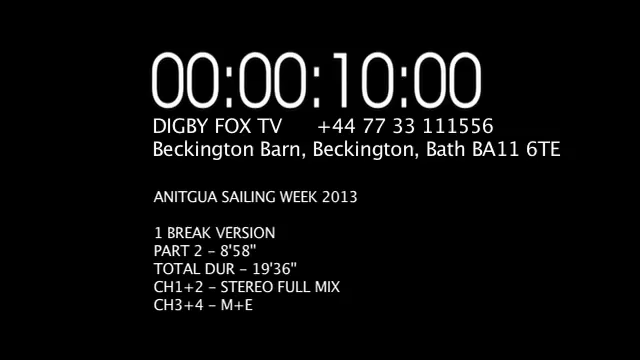 00:00:10:00
DIGBY FOX TV +44 77 33 111556
Beckington Barn, Beckington, Bath BA11 6TE
ANITGUA SAILING WEEK 2013
1 BREAK VERSION
PART 2 - 8'58"
TOTAL DUR - 19'36"
CH1+2 - STEREO FULL MIX
CH3+4 - M+E